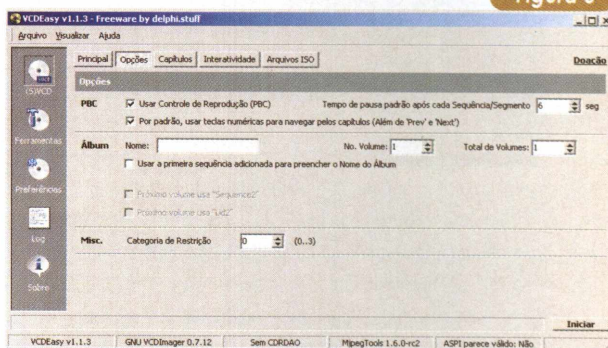 VCDEasy v1.1.3 - Freeware by delphi.stuff
Arquivo Visualizar Ajuda
Principal Opções Capítulos Interatividade Arquivos ISO Doação
(S)VCD
Ferramentas
Preferências
Log
Sobre
Opções
PBC Usar Controle de Reprodução (PBC) Tempo de pausa padrão após cada Sequência/Segmento 6 seg
Por padrão, usar teclas numéricas para navegar pelos capítulos (Além de 'Prev' e 'Next')
Álbum Nome: No. Volume: 1 Total de Volumes: 1
Usar a primeira sequência adicionada para preencher o Nome do Álbum
Próximo volume usa "Sequence2"
Próximo volume usa "Lid2"
Misc. Categoria de Restrição 0 (0..3)
Iniciar
VCDEasy v1.1.3 GNU VCDImager 0.7.12 Sem CDRDAO MjpegTools 1.6.0-rc2 ASPI parece válido: Não